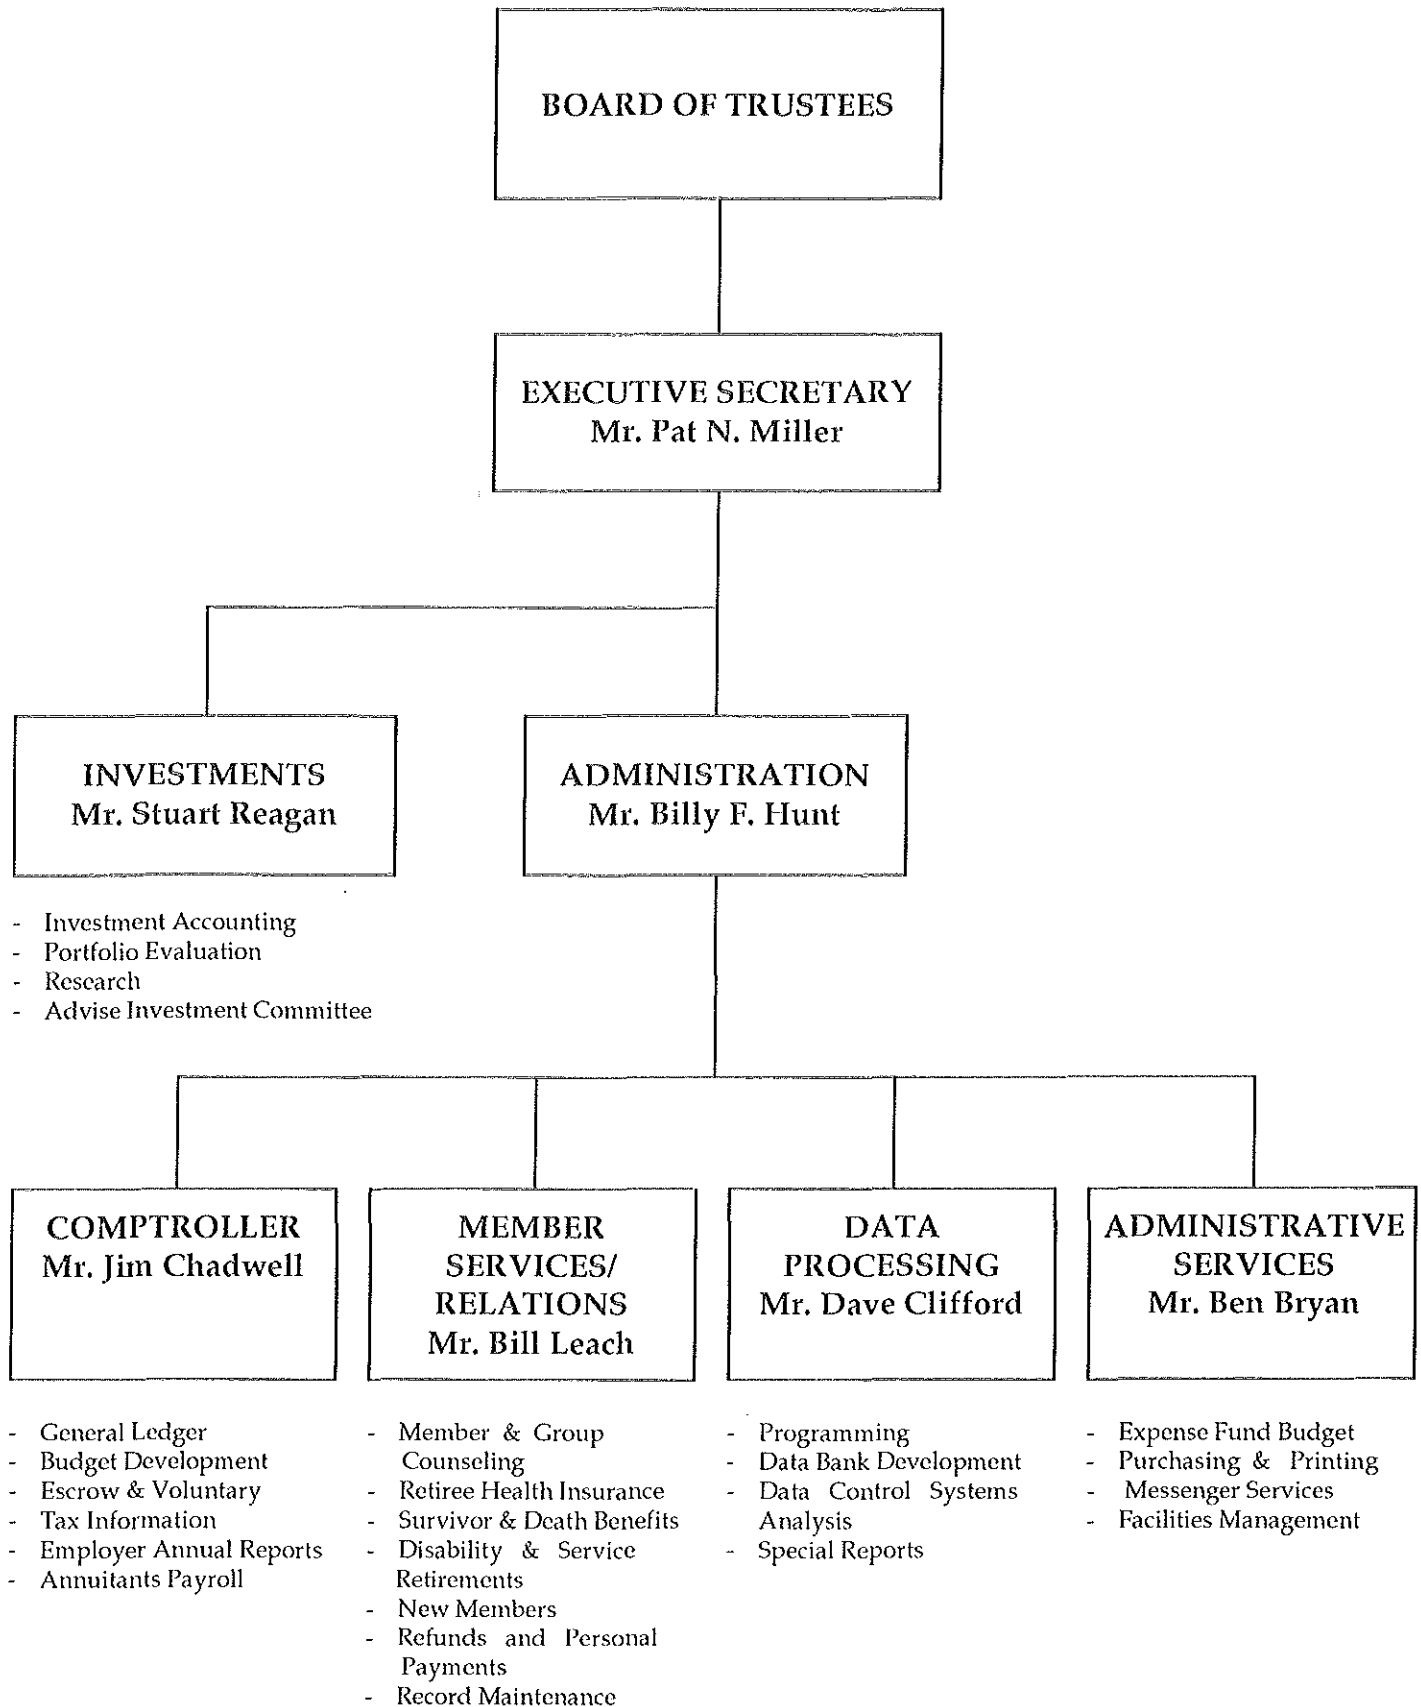 BOARD OF TRUSTEES
EXECUTIVE SECRETARY
Mr. Pat N. Miller
INVESTMENTS
Mr. Stuart Reagan
- Investment Accounting
- Portfolio Evaluation
- Research
- Advise Investment Committee
ADMINISTRATION
Mr. Billy F. Hunt
COMPTROLLER
Mr. Jim Chadwell
- General Ledger
- Budget Development
- Escrow & Voluntary
- Tax Information
- Employer Annual Reports
- Annuitants Payroll
MEMBER
SERVICES/
RELATIONS
Mr. Bill Leach
- Member & Group
Counseling
- Retiree Health Insurance
- Survivor & Death Benefits
- Disability & Service
Retirements
- New Members
- Refunds and Personal
Payments
- Record Maintenance
DATA
PROCESSING
Mr. Dave Clifford
- Programming
- Data Bank Development
- Data Control Systems
Analysis
- Special Reports
ADMINISTRATIVE
SERVICES
Mr. Ben Bryan
- Expense Fund Budget
- Purchasing & Printing
- Messenger Services
- Facilities Management